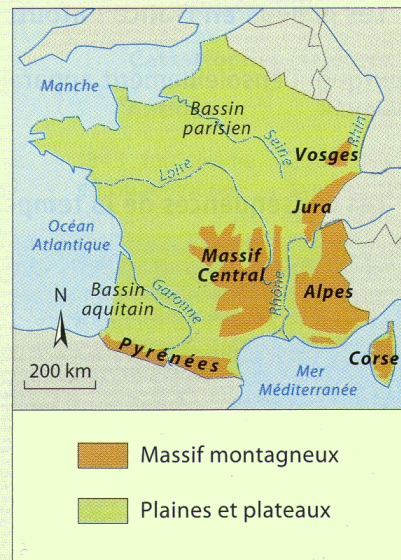 Manche
Bassin
parisien
Seine
Rhin
Vosges
Loire
Jura
Océan
Atlantique
Massif
Central
Rhône
Alpes
N
Bassin
aquitain
Garonne
Pyrénées
Corse
200 km
Mer
Méditerranée
Massif montagneux
Plaines et plateaux